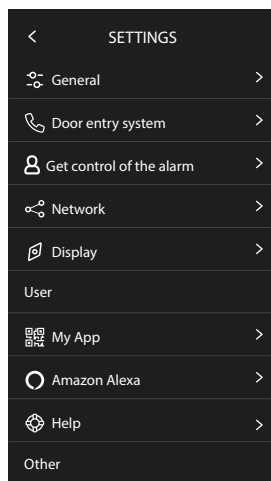 SETTINGS
General
Door entry system
Get control of the alarm
Network
Display
User
My App
Amazon Alexa
Help
Other